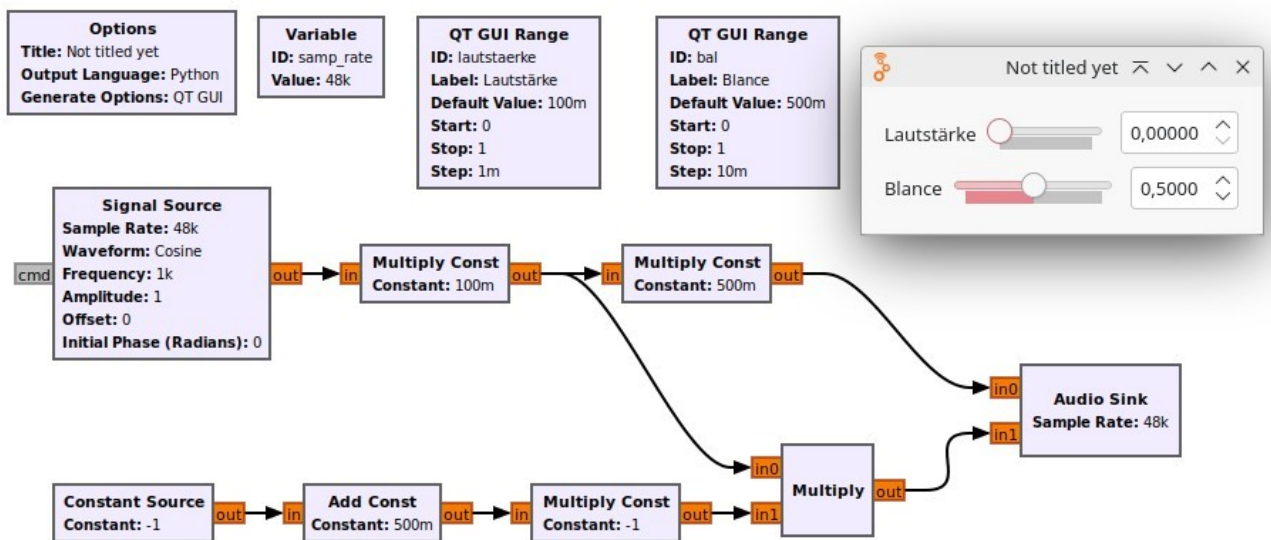 Options
Title: Not titled yet
Output Language: Python
Generate Options: QT GUI
Variable
ID: samp_rate
Value: 48k
QT GUI Range
ID: lautstaerke
Label: Lautstärke
Default Value: 100m
Start: 0
Stop: 1
Step: 1m
QT GUI Range
ID: bal
Label: Blance
Default Value: 500m
Start: 0
Stop: 1
Step: 10m
Not titled yet
Lautstärke 0,00000
Blance 0,5000
cmd
Signal Source
Sample Rate: 48k
Waveform: Cosine
Frequency: 1k
Amplitude: 1
Offset: 0
Initial Phase (Radians): 0
out
in
Multiply Const
Constant: 100m
out
in
Multiply Const
Constant: 500m
out
in0
in1
Audio Sink
Sample Rate: 48k
Constant Source
Constant: -1
out
in
Add Const
Constant: 500m
out
in
Multiply Const
Constant: -1
out
in0
in1
Multiply
out